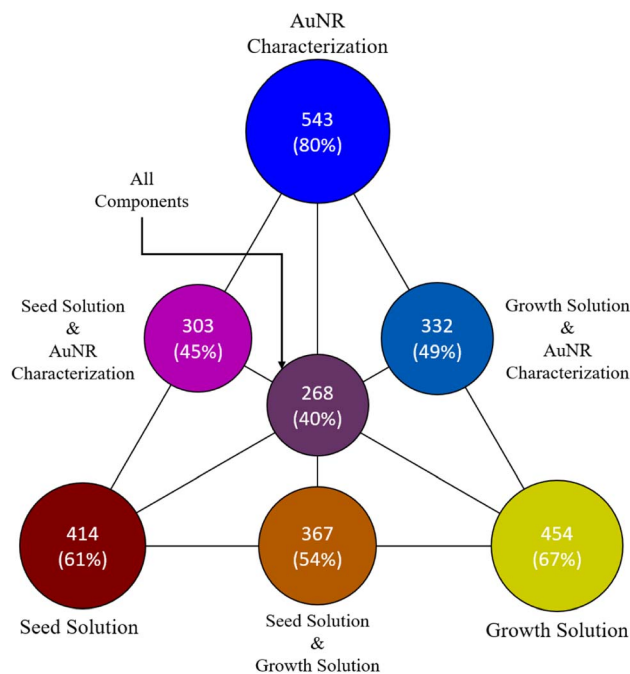 AuNR
Characterization
543
(80%)
All
Components
Seed Solution
&
AuNR
Characterization
303
(45%)
332
(49%)
Growth Solution
&
AuNR
Characterization
268
(40%)
414
(61%)
Seed Solution
367
(54%)
Seed Solution
&
Growth Solution
454
(67%)
Growth Solution